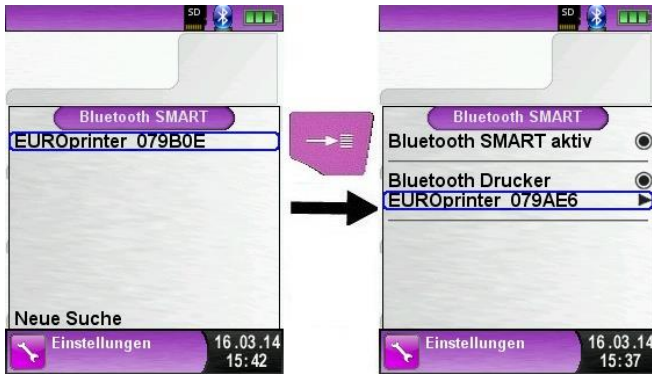 SD
Bluetooth SMART
EUROprinter 079B0E
Neue Suche
Einstellungen
16.03.14
15:42
SD
Bluetooth SMART
Bluetooth SMART aktiv
Bluetooth Drucker
EUROprinter 079AE6
Einstellungen
16.03.14
15:37